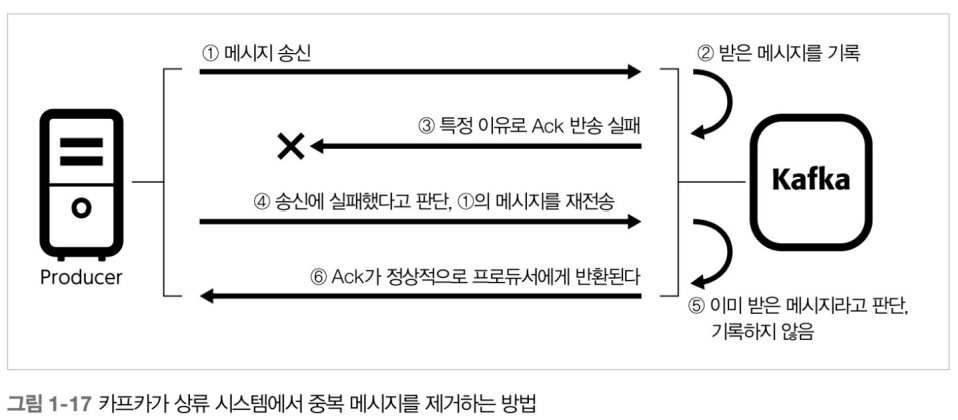 ① 메시지 송신
② 받은 메시지를 기록
③ 특정 이유로 Ack 반송 실패
Kafka
④ 송신에 실패했다고 판단, ①의 메시지를 재전송
Producer
⑥ Ack가 정상적으로 프로듀서에게 반환된다
⑤ 이미 받은 메시지라고 판단,
기록하지 않음
그림 1-17 카프카가 상류 시스템에서 중복 메시지를 제거하는 방법